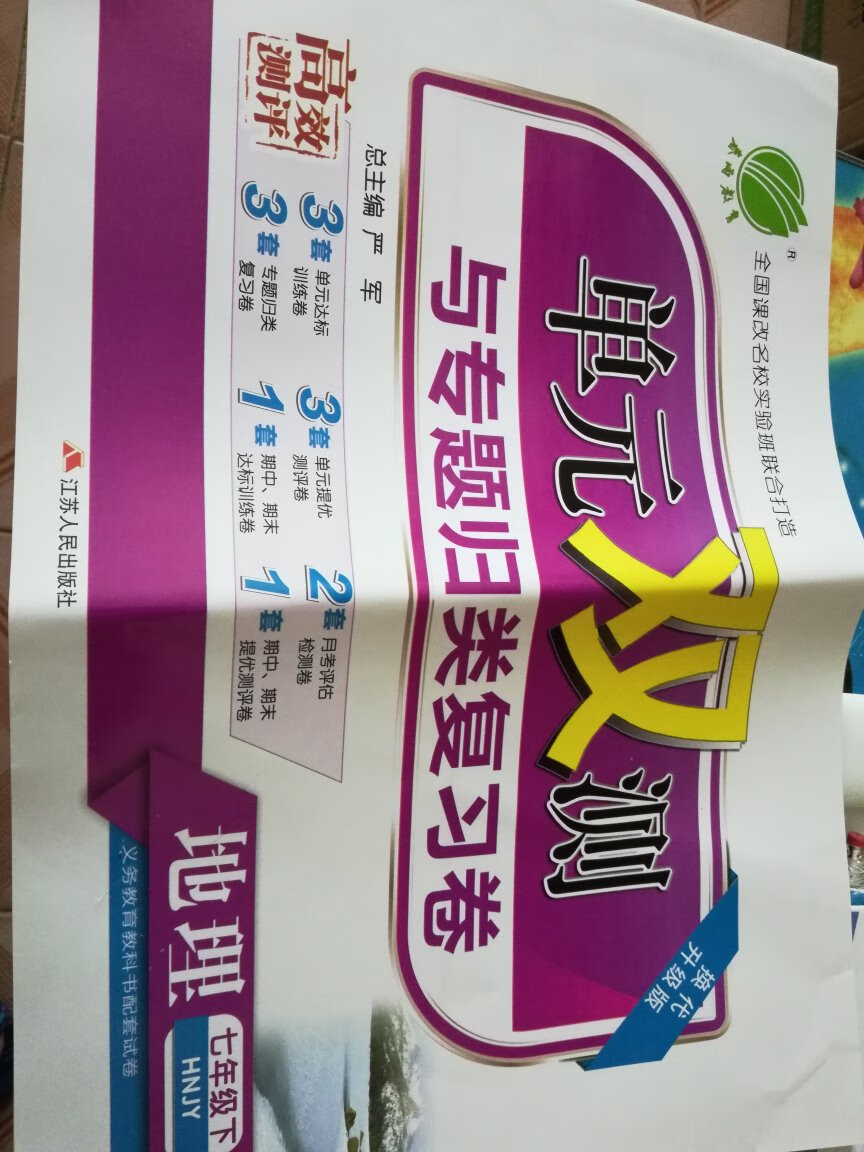 春雨教育
®
全国课改名校实验班联合打造
单元双测
与专题归类复习卷
换代
升级版
总主编 严 军
高效
测评
3套 单元达标
训练卷
3套 单元提优
测评卷
2套 月考评估
检测卷
3套 专题归类
复习卷
1套 期中、期末
达标训练卷
1套 期中、期末
提优测评卷
地理
七年级下
HNJY
义务教育教科书配套试卷
江苏人民出版社